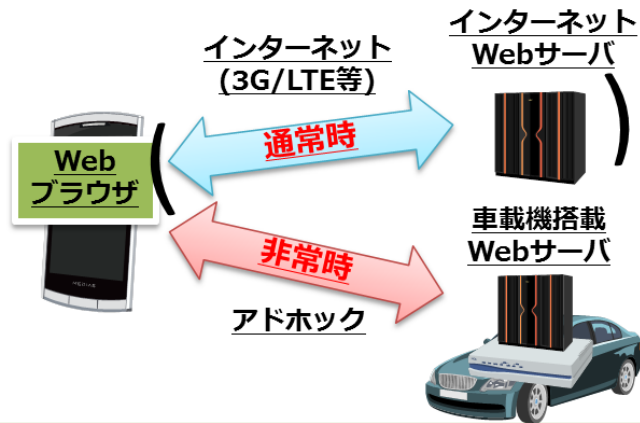 インターネット
(3G/LTE等)
インターネット
Webサーバ
通常時
Web
ブラウザ
車載機搭載
Webサーバ
非常時
アドホック
MEDIAS